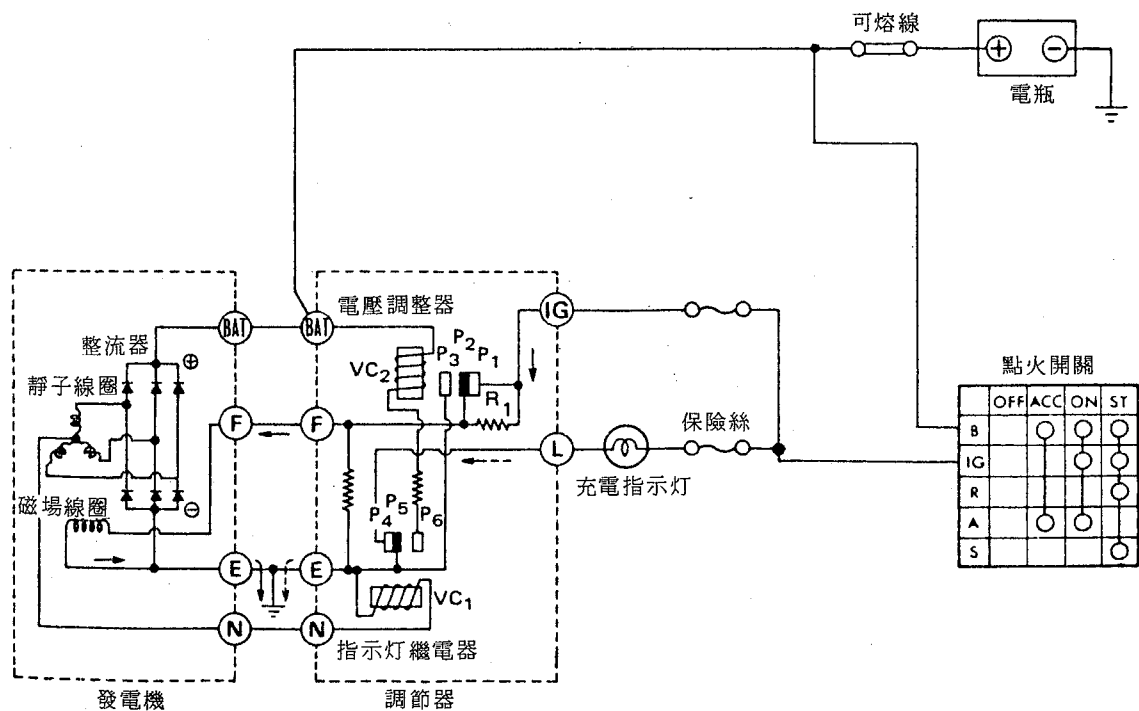 可熔線
電瓶
電壓調整器
整流器
靜子線圈
磁場線圈
BAT
BAT
F
F
E
E
N
N
IG
L
VC2
P3
P2
P1
R1
P4
P5
P6
VC1
指示灯繼電器
發電機
調節器
充電指示灯
保險絲
點火開關
OFF ACC ON ST
B
IG
R
A
S